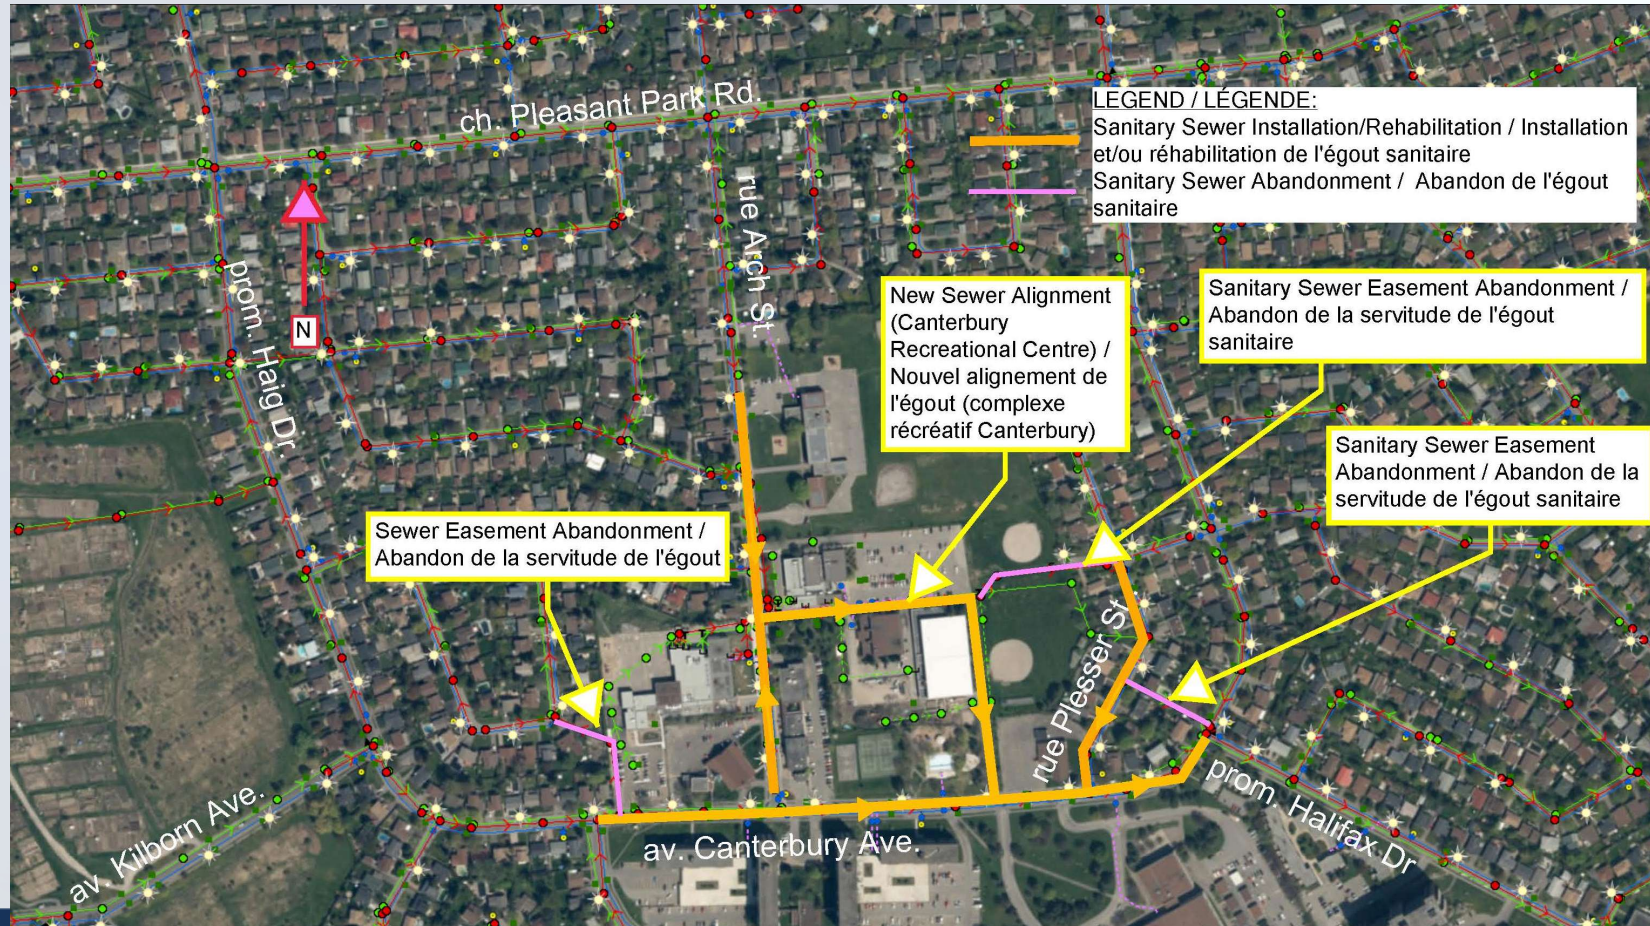 ch. Pleasant Park Rd.
LEGEND / LÉGENDE:
Sanitary Sewer Installation/Rehabilitation / Installation
et/ou réhabilitation de l'égout sanitaire
Sanitary Sewer Abandonment / Abandon de l'égout
sanitaire
rue Arch St.
prom. Haig Dr.
N
New Sewer Alignment
(Canterbury
Recreational Centre) /
Nouvel alignement de
l'égout (complexe
récréatif Canterbury)
Sanitary Sewer Easement Abandonment /
Abandon de la servitude de l'égout
sanitaire
Sanitary Sewer Easement
Abandonment / Abandon de la
servitude de l'égout sanitaire
Sewer Easement Abandonment /
Abandon de la servitude de l'égout
rue Plesser St.
prom. Halifax Dr
av. Kilborn Ave.
av. Canterbury Ave.